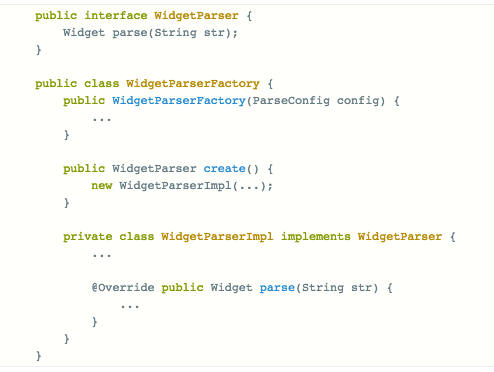 public interface WidgetParser {
    Widget parse(String str);
}

public class WidgetParserFactory {
    public WidgetParserFactory(ParseConfig config) {
        ...
    }

    public WidgetParser create() {
        new WidgetParserImpl(...);
    }

    private class WidgetParserImpl implements WidgetParser {
        ...

        @Override public Widget parse(String str) {
            ...
        }
    }
}